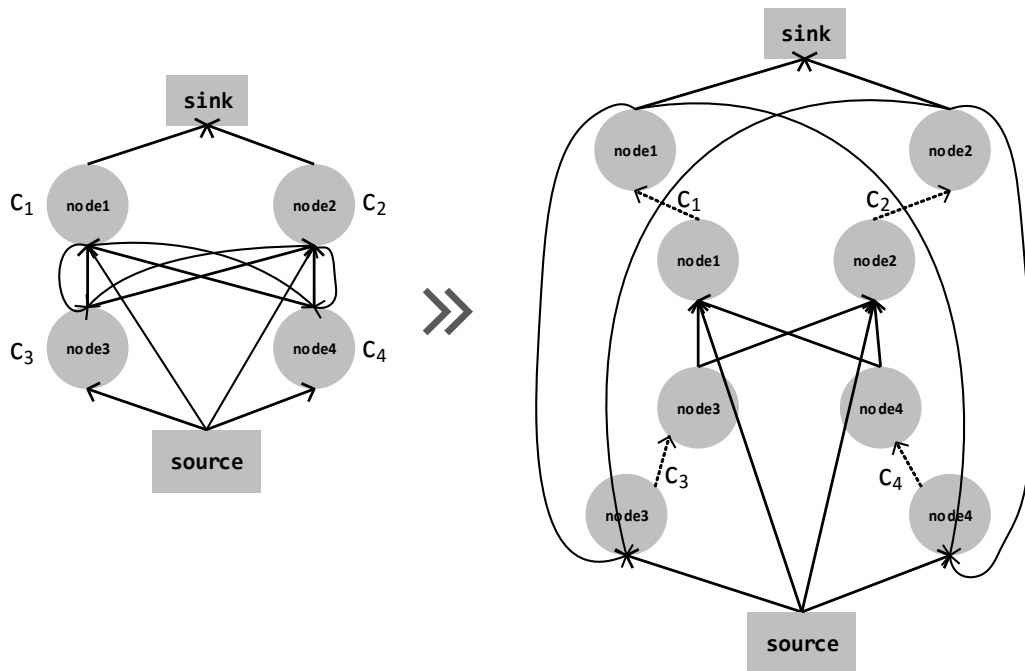 sink
C1 node1 node2 C2
C3 node3 node4 C4
source
sink
node1 node2
C1 C2
node1 node2
node3 node4
C3 C4
node3 node4
source